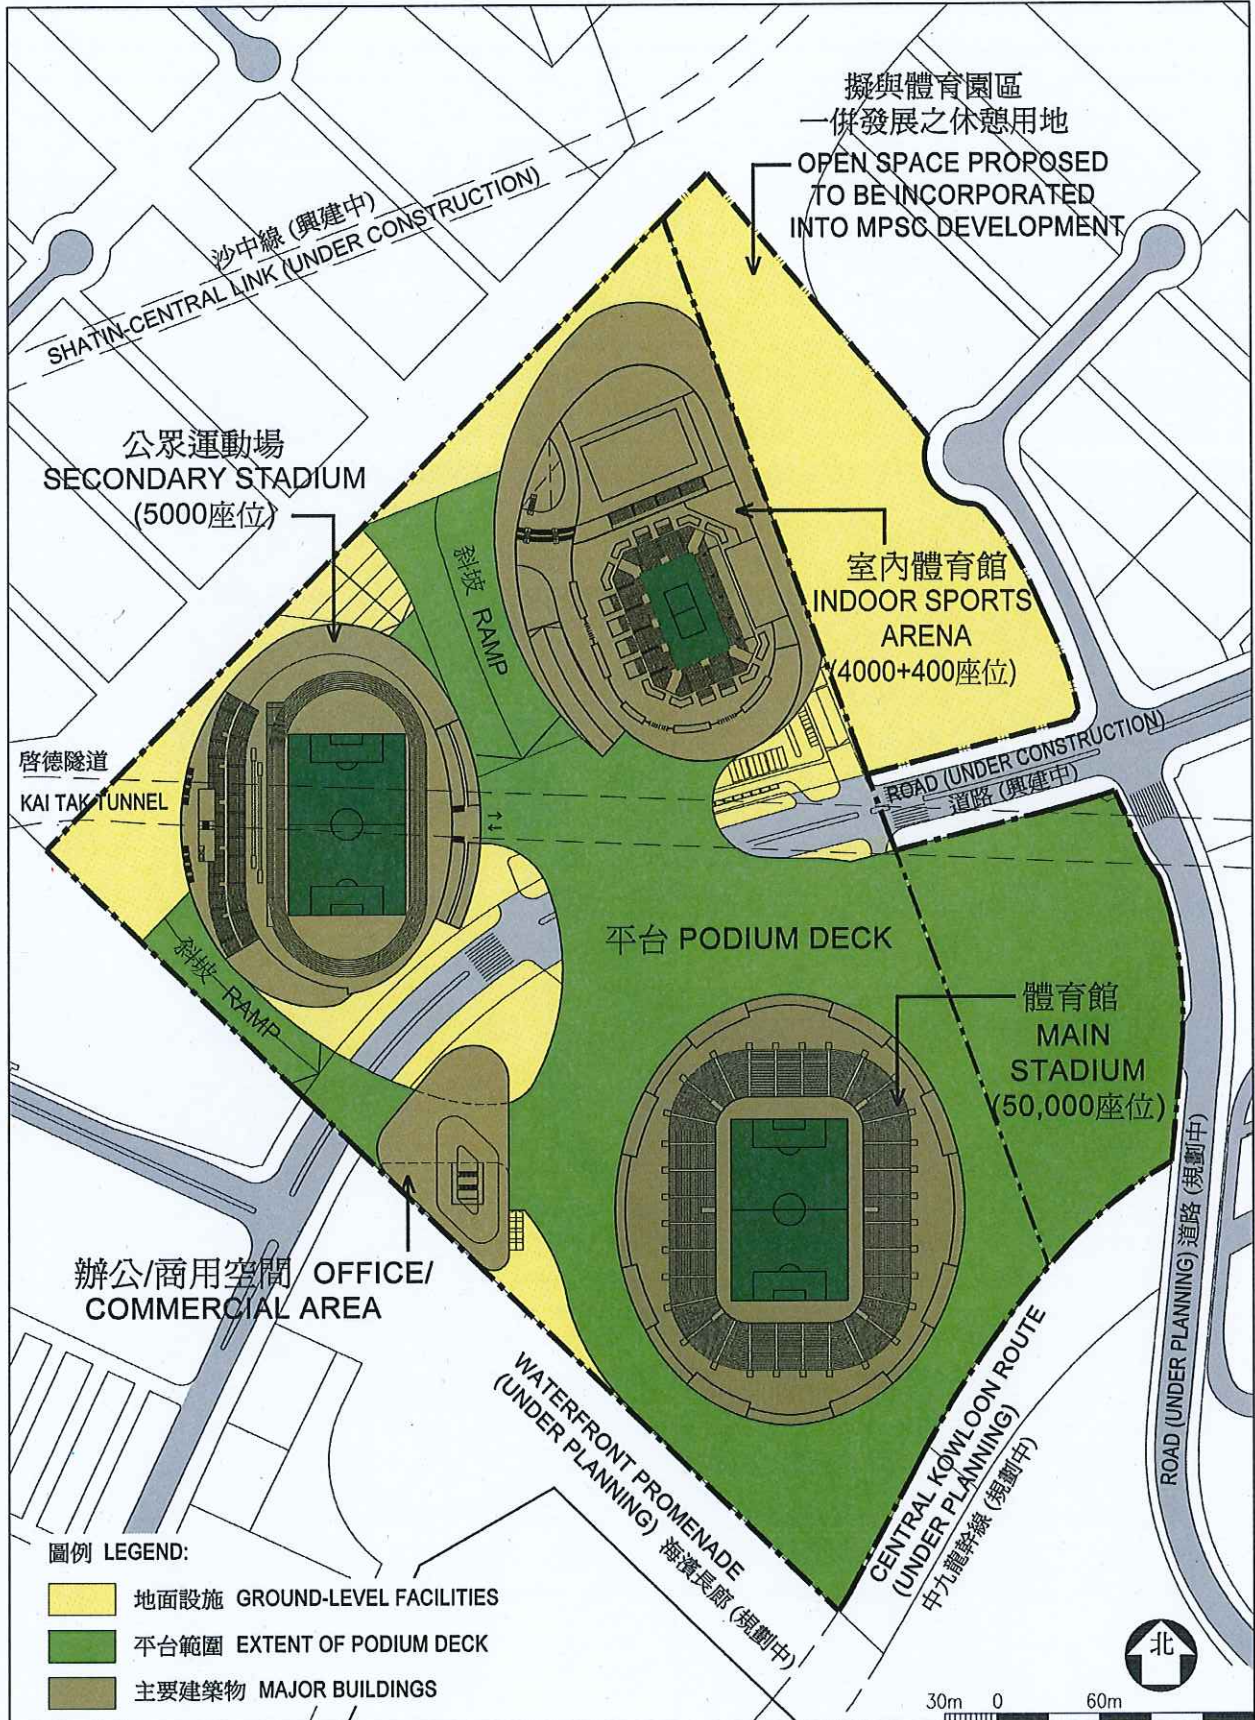 擬與體育園區
一併發展之休憩用地
OPEN SPACE PROPOSED
TO BE INCORPORATED
INTO MPSC DEVELOPMENT
沙中線 (興建中)
SHATIN-CENTRAL LINK (UNDER CONSTRUCTION)
公眾運動場
SECONDARY STADIUM
(5000座位)
斜坡 RAMP
室內體育館
INDOOR SPORTS
ARENA
(4000+400座位)
啓德隧道
KAI TAK TUNNEL
ROAD (UNDER CONSTRUCTION)
道路 (興建中)
平台 PODIUM DECK
斜坡 RAMP
體育館
MAIN
STADIUM
(50,000座位)
辦公/商用空間 OFFICE/
COMMERCIAL AREA
ROAD (UNDER PLANNING) 道路 (規劃中)
WATERFRONT PROMENADE
(UNDER PLANNING) 海濱長廊 (規劃中)
CENTRAL KOWLOON ROUTE
(UNDER PLANNING)
中九龍幹線 (規劃中)
圖例 LEGEND:
地面設施 GROUND-LEVEL FACILITIES
平台範圍 EXTENT OF PODIUM DECK
主要建築物 MAJOR BUILDINGS
北
30m 0 60m